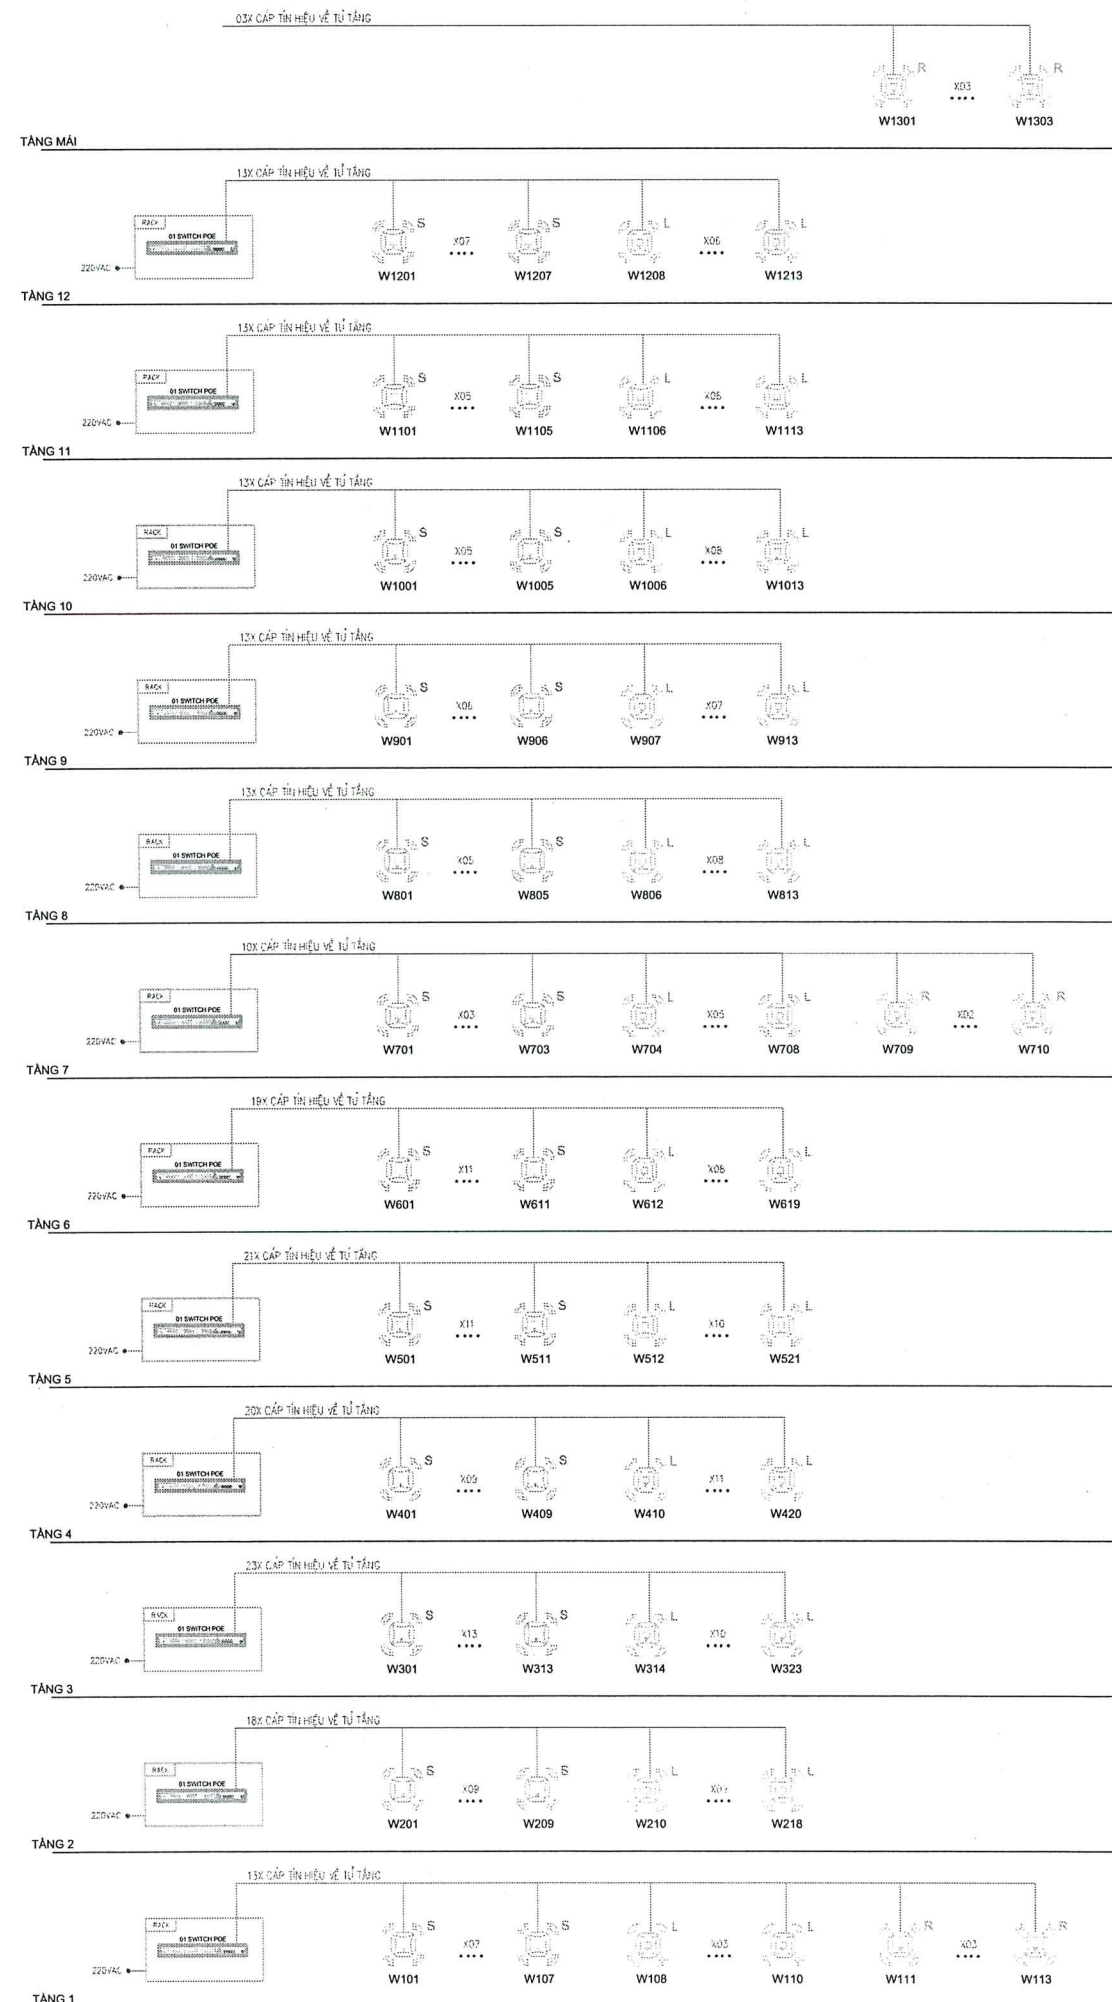 03X CÁP TÍN HIỆU VỀ TỦ TẦNG
R R
X03
W1301 W1303
TẦNG MÁI
13X CÁP TÍN HIỆU VỀ TỦ TẦNG
RACK
01 SWITCH POE
220VAC
S S L L
X07 X06
W1201 W1207 W1208 W1213
TẦNG 12
13X CÁP TÍN HIỆU VỀ TỦ TẦNG
RACK
01 SWITCH POE
220VAC
S S L L
X05
W1101 W1105 W1106 W1113
TẦNG 11
13X CÁP TÍN HIỆU VỀ TỦ TẦNG
RACK
01 SWITCH POE
220VAC
S S L L
X05 X08
W1001 W1005 W1006 W1013
TẦNG 10
13X CÁP TÍN HIỆU VỀ TỦ TẦNG
RACK
01 SWITCH POE
220VAC
S S L L
X06 X07
W901 W906 W907 W913
TẦNG 9
13X CÁP TÍN HIỆU VỀ TỦ TẦNG
RACK
01 SWITCH POE
220VAC
S S L L
X05 X08
W801 W805 W806 W813
TẦNG 8
10X CÁP TÍN HIỆU VỀ TỦ TẦNG
RACK
01 SWITCH POE
220VAC
S S L L R R
X03 X05 X02
W701 W703 W704 W708 W709 W710
TẦNG 7
19X CÁP TÍN HIỆU VỀ TỦ TẦNG
RACK
01 SWITCH POE
220VAC
S S L L
X11 X08
W601 W611 W612 W619
TẦNG 6
21X CÁP TÍN HIỆU VỀ TỦ TẦNG
RACK
01 SWITCH POE
220VAC
S S L L
X11 X10
W501 W511 W512 W521
TẦNG 5
20X CÁP TÍN HIỆU VỀ TỦ TẦNG
RACK
01 SWITCH POE
220VAC
S S L L
X09 X11
W401 W409 W410 W420
TẦNG 4
23X CÁP TÍN HIỆU VỀ TỦ TẦNG
RACK
01 SWITCH POE
220VAC
S S L L
X13 X10
W301 W313 W314 W323
TẦNG 3
18X CÁP TÍN HIỆU VỀ TỦ TẦNG
RACK
01 SWITCH POE
220VAC
S S L L
X09 X09
W201 W209 W210 W218
TẦNG 2
13X CÁP TÍN HIỆU VỀ TỦ TẦNG
RACK
01 SWITCH POE
220VAC
S S L L R R
X07 X03 X03
W101 W107 W108 W110 W111 W113
TẦNG 1